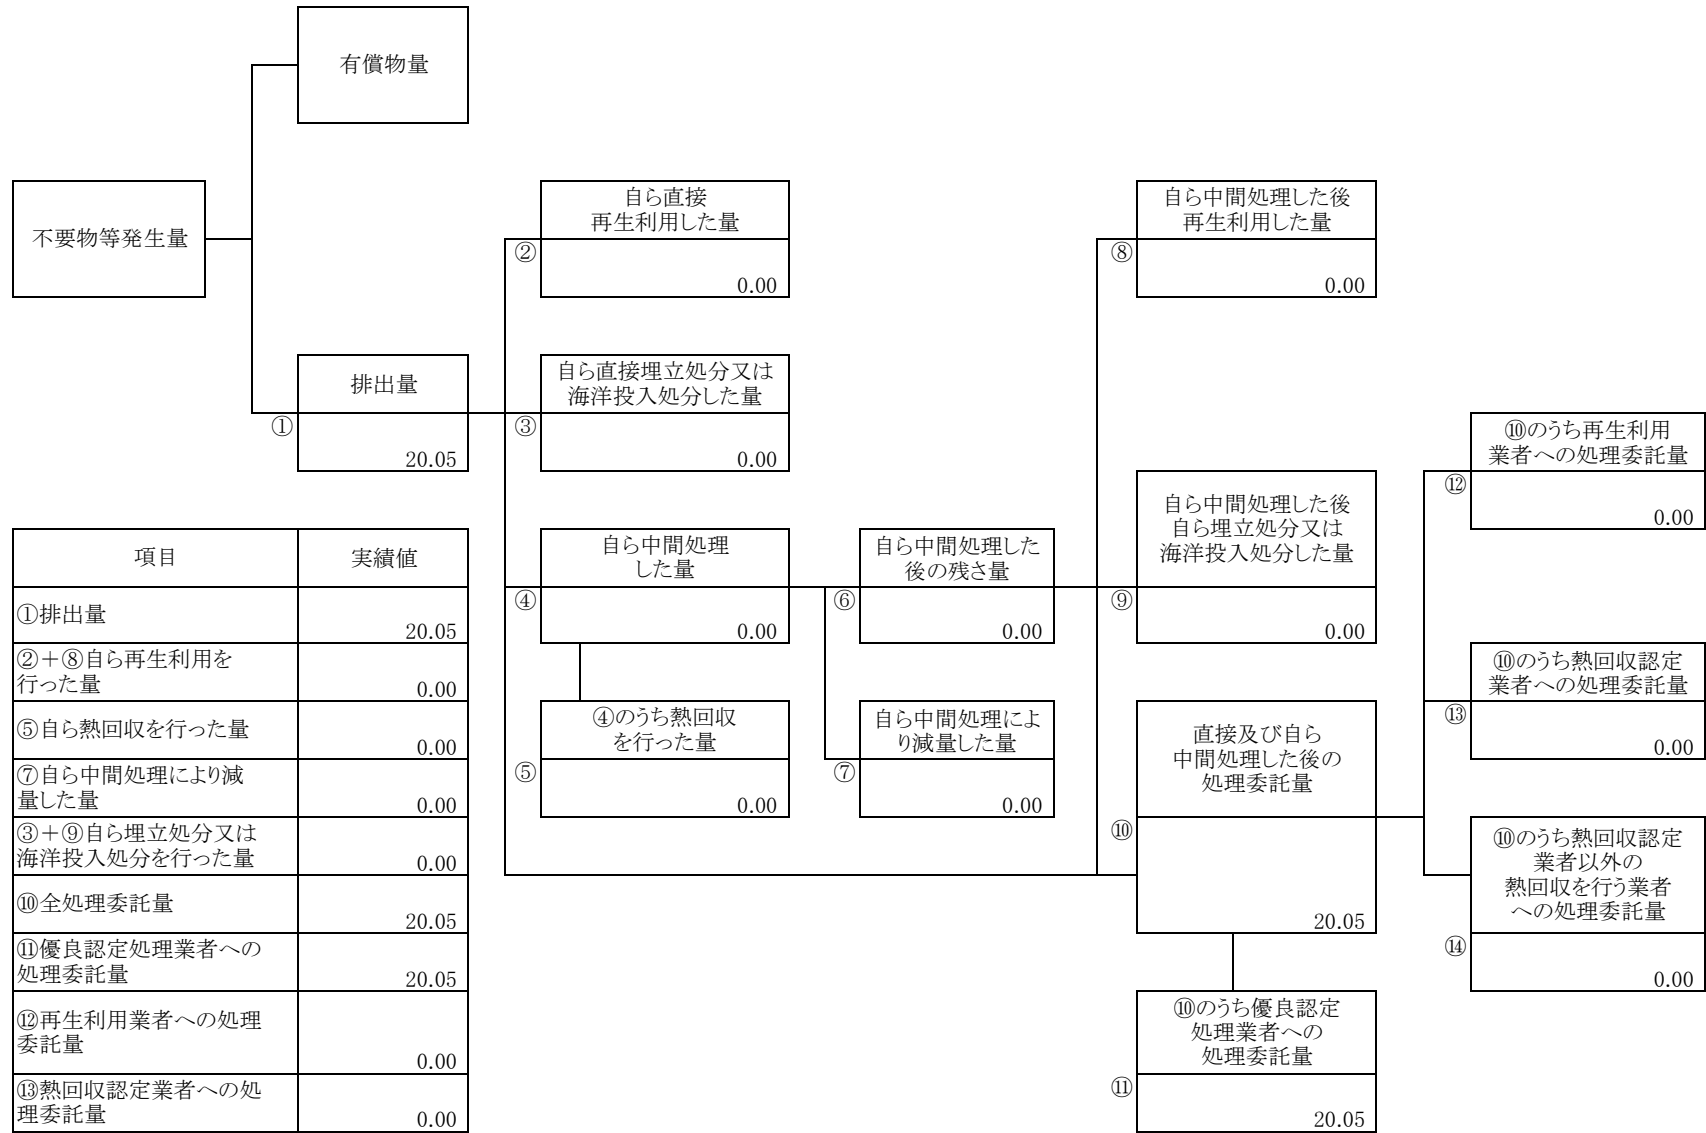 有償物量
不要物等発生量
自ら直接
再生利用した量
②
0.00
自ら中間処理した後
再生利用した量
⑧
0.00
排出量
①
20.05
自ら直接埋立処分又は
海洋投入処分した量
③
0.00
⑩のうち再生利用
業者への処理委託量
⑫
0.00
自ら中間処理
した量
④
0.00
自ら中間処理した
後の残さ量
⑥
0.00
自ら中間処理した後
自ら埋立処分又は
海洋投入処分した量
⑨
0.00
⑩のうち熱回収認定
業者への処理委託量
⑬
0.00
④のうち熱回収
を行った量
⑤
0.00
自ら中間処理によ
り減量した量
⑦
0.00
直接及び自ら
中間処理した後の
処理委託量
⑩
20.05
⑩のうち熱回収認定
業者以外の
熱回収を行う業者
への処理委託量
⑭
0.00
⑩のうち優良認定
処理業者への
処理委託量
⑪
20.05
項目 実績値
①排出量
20.05
②＋⑧自ら再生利用を
行った量
0.00
⑤自ら熱回収を行った量
0.00
⑦自ら中間処理により減
量した量
0.00
③＋⑨自ら埋立処分又は
海洋投入処分を行った量
0.00
⑩全処理委託量
20.05
⑪優良認定処理業者への
処理委託量
20.05
⑫再生利用業者への処理
委託量
0.00
⑬熱回収認定業者への処
理委託量
0.00